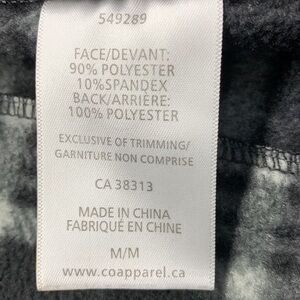 549289
FACE/DEVANT:
90% POLYESTER
10%SPANDEX
BACK/ARRIÈRE:
100% POLYESTER
EXCLUSIVE OF TRIMMING/
GARNITURE NON COMPRISE
CA 38313
MADE IN CHINA
FABRIQUÉ EN CHINE
M/M
www.coapparel.ca